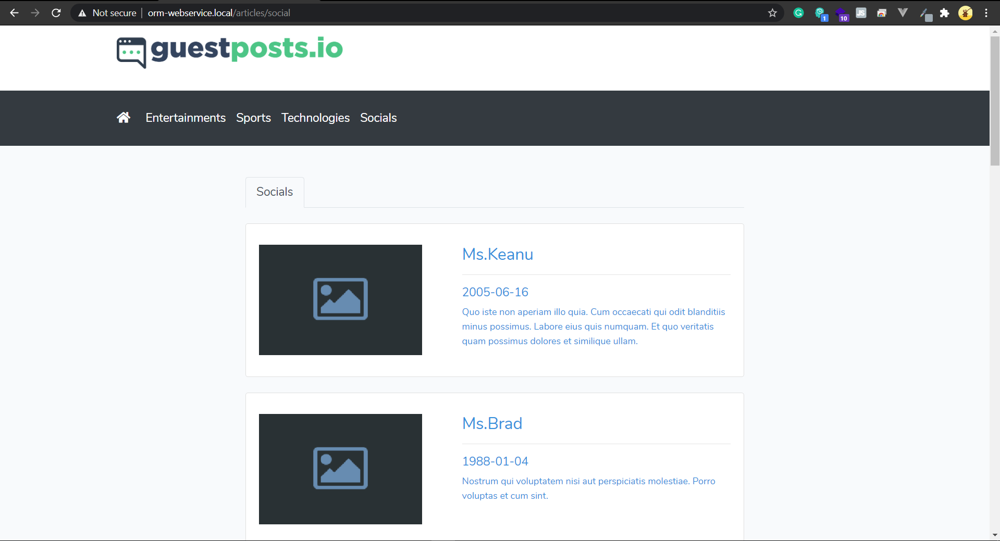 Not secure | orm-webservice.local/articles/social
1
10
JS
guestposts.io
Entertainments Sports Technologies Socials
Socials
Ms.Keanu
2005-06-16
Quo iste non aperiam illo quia. Cum occaecati qui odit blanditiis
minus possimus. Labore eius quis numquam. Et quo veritatis
quam possimus dolores et similique ullam.
Ms.Brad
1988-01-04
Nostrum qui voluptatem nisi aut perspiciatis molestiae. Porro
voluptas et cum sint.